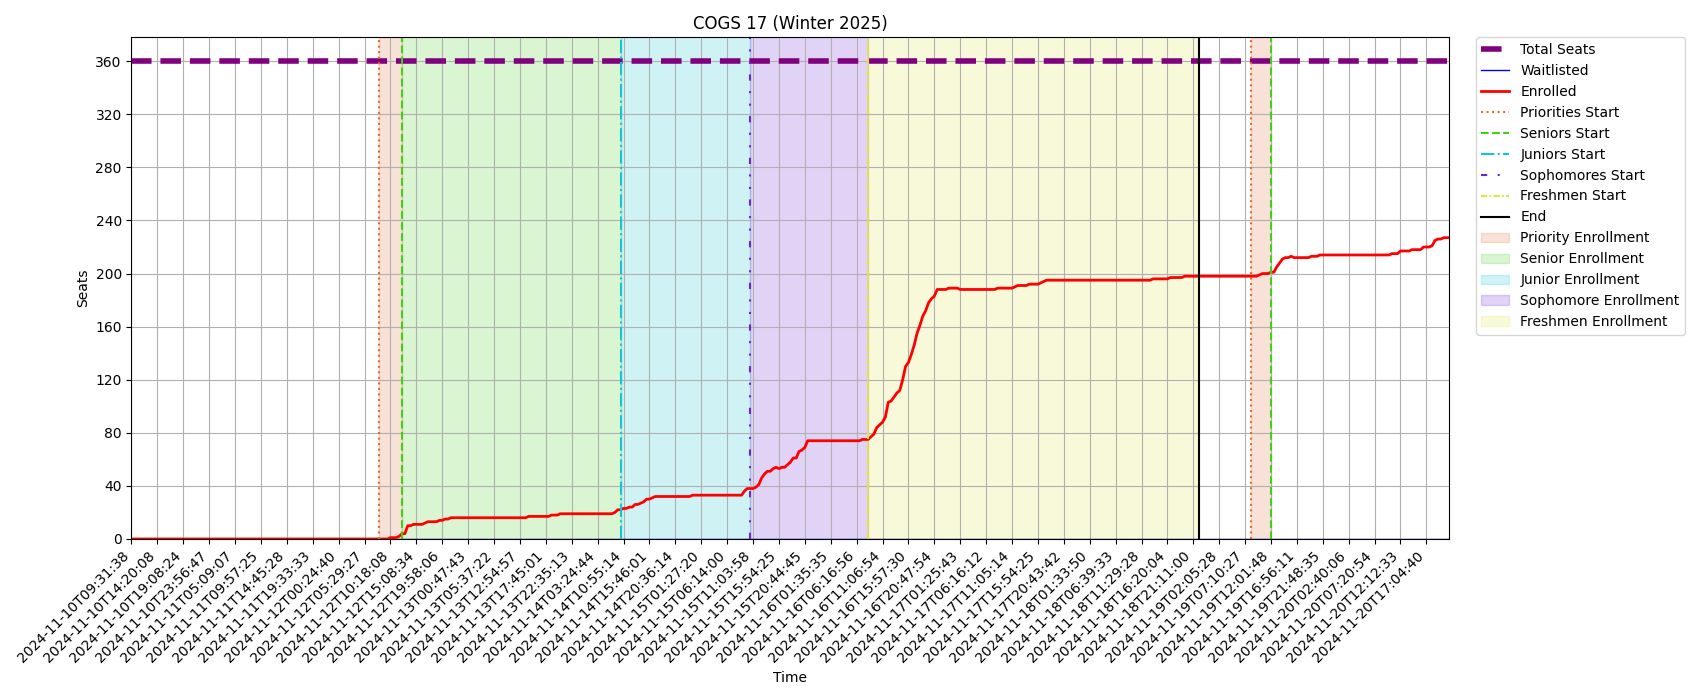 COGS 17 (Winter 2025)
Seats
360
320
280
240
200
160
120
80
40
0
2024-11-10T09:31:38
2024-11-10T14:20:08
2024-11-10T19:08:24
2024-11-10T23:56:47
2024-11-11T05:09:07
2024-11-11T09:57:25
2024-11-11T14:45:28
2024-11-11T19:33:33
2024-11-12T00:24:40
2024-11-12T05:29:27
2024-11-12T10:18:08
2024-11-12T15:08:34
2024-11-12T19:58:06
2024-11-13T00:47:43
2024-11-13T05:37:22
2024-11-13T12:54:57
2024-11-13T17:45:01
2024-11-13T22:35:13
2024-11-14T03:24:44
2024-11-14T10:55:14
2024-11-14T15:46:01
2024-11-14T20:36:14
2024-11-15T01:27:20
2024-11-15T06:14:00
2024-11-15T11:03:58
2024-11-15T15:54:25
2024-11-15T20:44:45
2024-11-16T01:35:35
2024-11-16T06:16:56
2024-11-16T11:06:54
2024-11-16T15:57:30
2024-11-16T20:47:54
2024-11-17T01:25:43
2024-11-17T06:16:12
2024-11-17T11:05:14
2024-11-17T15:54:25
2024-11-17T20:43:42
2024-11-18T01:33:50
2024-11-18T06:39:33
2024-11-18T11:29:28
2024-11-18T16:20:04
2024-11-18T21:11:00
2024-11-19T02:05:28
2024-11-19T07:10:27
2024-11-19T12:01:48
2024-11-19T16:56:11
2024-11-19T21:48:35
2024-11-20T02:40:06
2024-11-20T07:20:54
2024-11-20T12:12:33
2024-11-20T17:04:40
Time
Total Seats
Waitlisted
Enrolled
Priorities Start
Seniors Start
Juniors Start
Sophomores Start
Freshmen Start
End
Priority Enrollment
Senior Enrollment
Junior Enrollment
Sophomore Enrollment
Freshmen Enrollment